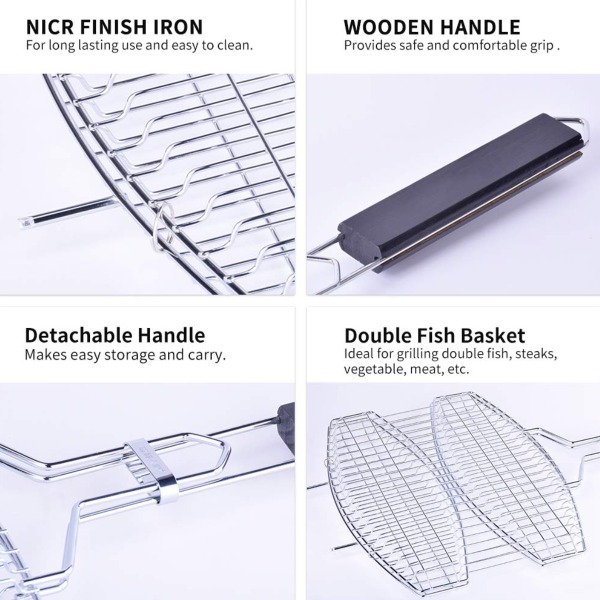 NICR FINISH IRON
For long lasting use and easy to clean.
WOODEN HANDLE
Provides safe and comfortable grip .
Detachable Handle
Makes easy storage and carry.
Double Fish Basket
Ideal for grilling double fish, steaks,
vegetable, meat, etc.